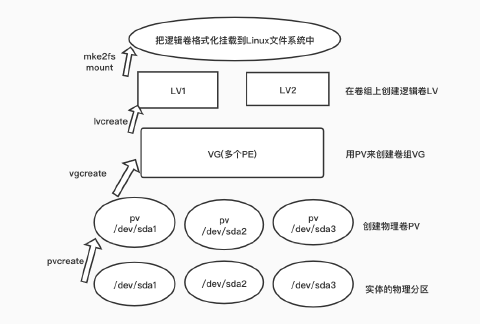 把逻辑卷格式化挂载到Linux文件系统中
mke2fs
mount
LV1
LV2
在卷组上创建逻辑卷LV
lvcreate
VG(多个PE)
用PV来创建卷组VG
vgcreate
pv
/dev/sda1
pv
/dev/sda2
pv
/dev/sda3
创建物理卷PV
pvcreate
/dev/sda1
/dev/sda2
/dev/sda3
实体的物理分区